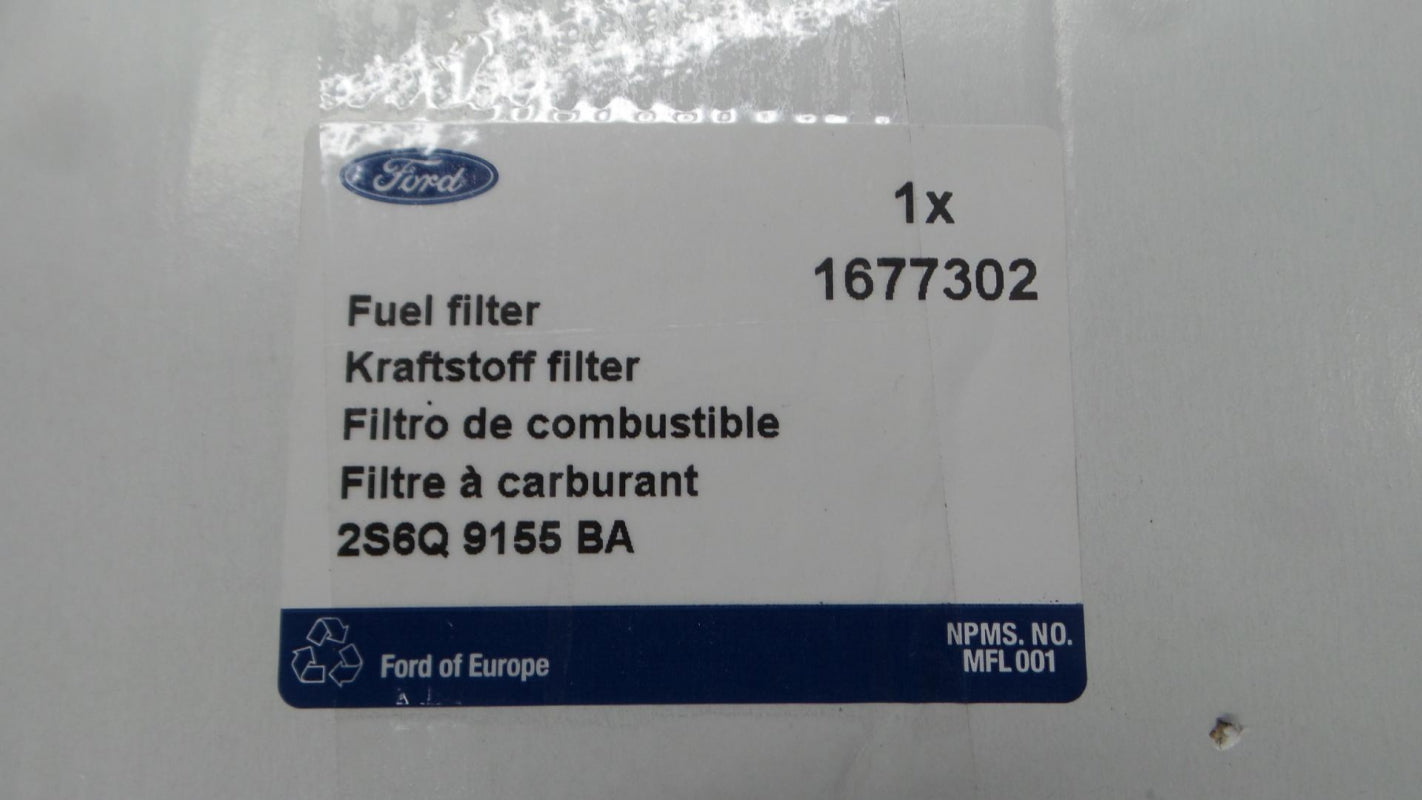 Ford
1x
1677302
Fuel filter
Kraftstoff filter
Filtro de combustible
Filtre à carburant
2S6Q 9155 BA
Ford of Europe
NPMS. NO.
MFL 001